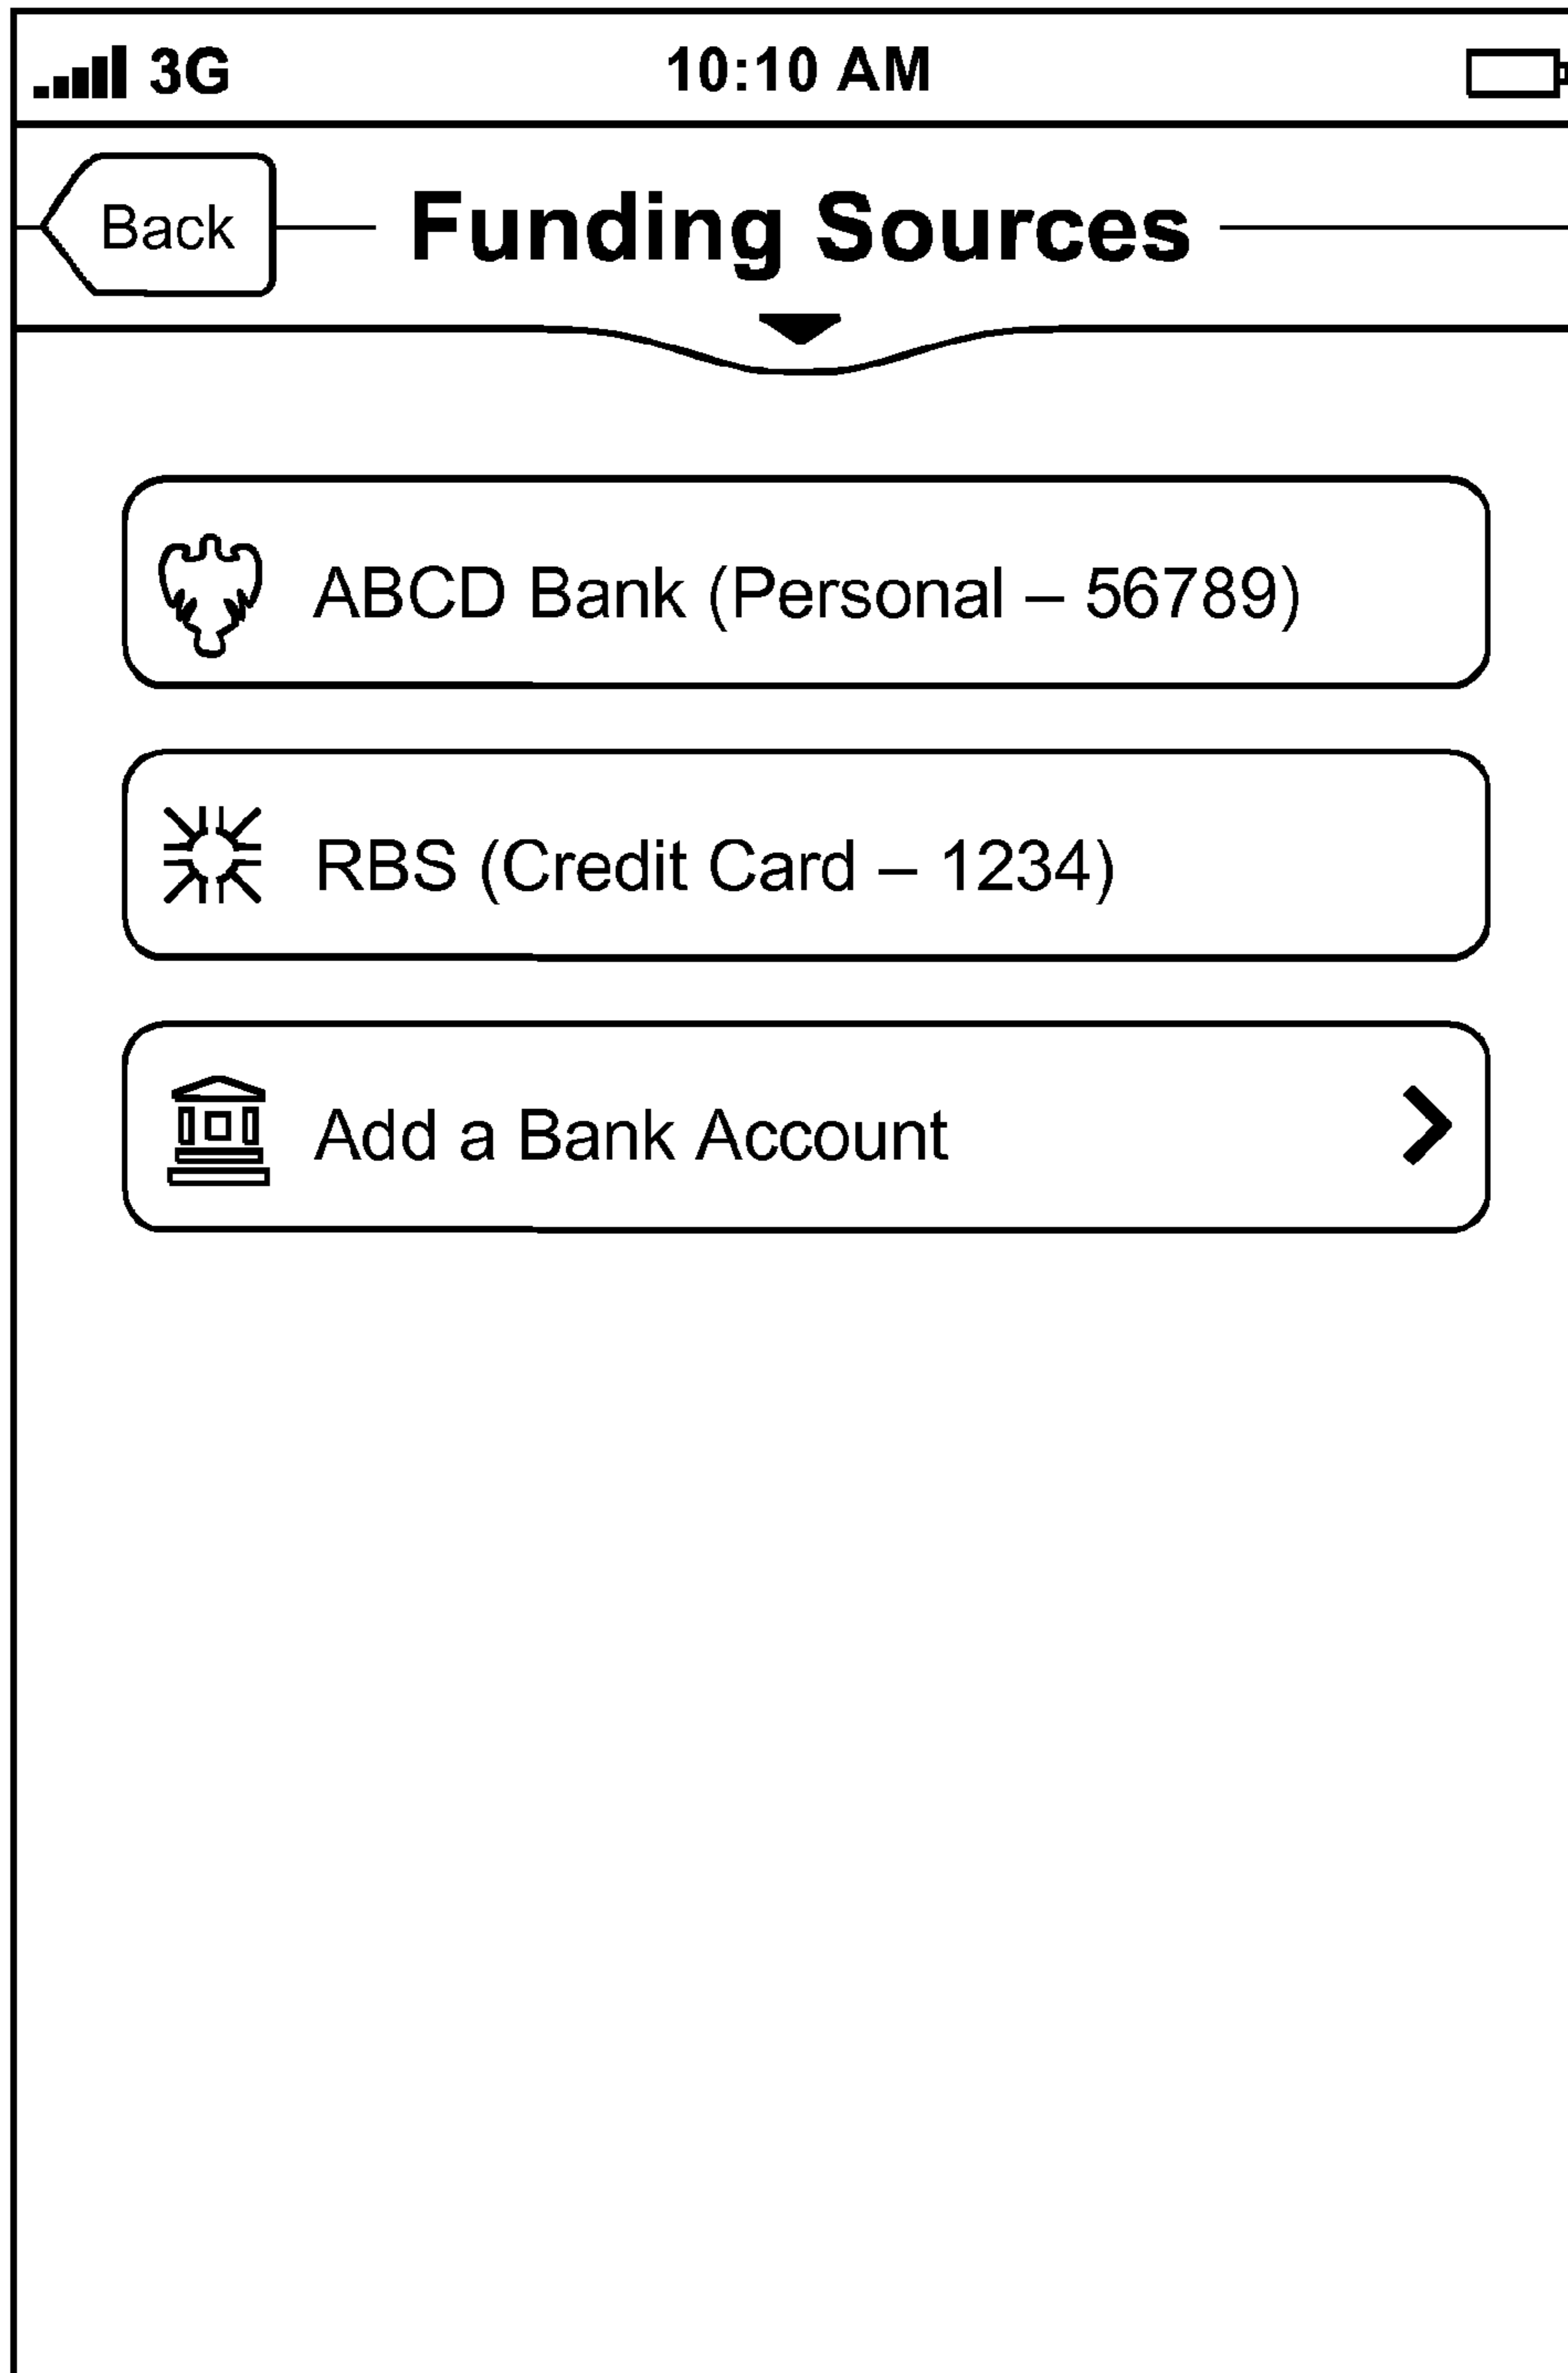 3G 10:10 AM
Back Funding Sources
ABCD Bank (Personal – 56789)
RBS (Credit Card – 1234)
Add a Bank Account